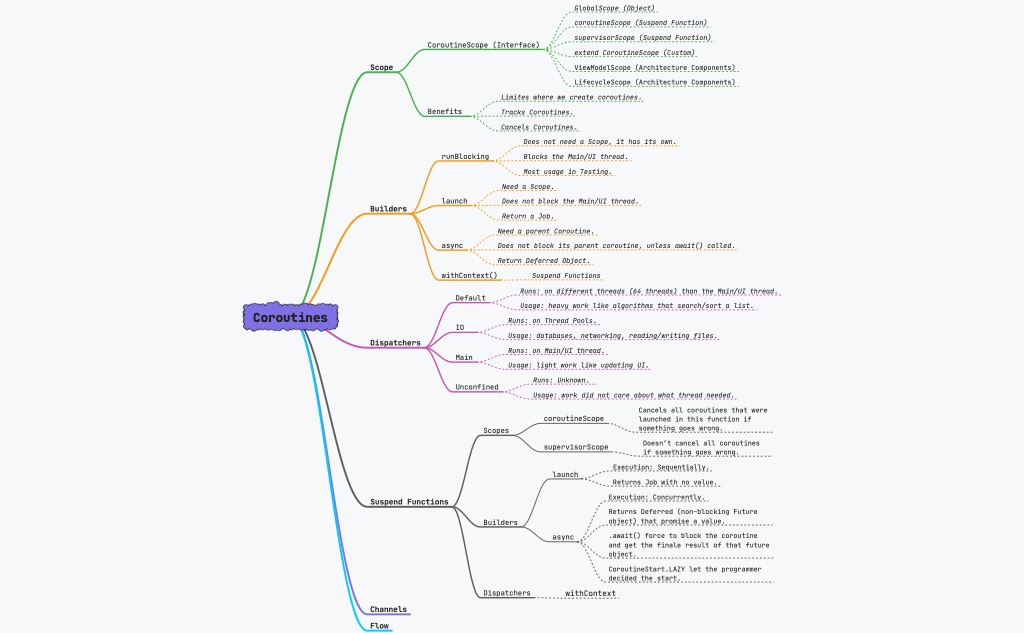 Coroutines
Scope
CoroutineScope (Interface)
GlobalScope (Object)
coroutineScope (Suspend Function)
supervisorScope (Suspend Function)
extend CoroutineScope (Custom)
ViewModelScope (Architecture Components)
LifecycleScope (Architecture Components)
Benefits
Limites where we create coroutines.
Tracks Coroutines.
Cancels Coroutines.
Builders
runBlocking
Does not need a Scope, it has its own.
Blocks the Main/UI thread.
Most usage in Testing.
launch
Need a Scope.
Does not block the Main/UI thread.
Return a Job.
async
Need a parent Coroutine.
Does not block its parent coroutine, unless await() called.
Return Deferred Object.
withContext()
Suspend Functions
Dispatchers
Default
Runs: on different threads (64 threads) than the Main/UI thread.
Usage: heavy work like algorithms that search/sort a list.
IO
Runs: on Thread Pools.
Usage: databases, networking, reading/writing files.
Main
Runs: on Main/UI thread.
Usage: light work like updating UI.
Unconfined
Runs: Unknown.
Usage: work did not care about what thread needed.
Suspend Functions
Scopes
coroutineScope
Cancels all coroutines that were
launched in this function if
something goes wrong.
supervisorScope
Doesn't cancel all coroutines
if something goes wrong.
Builders
launch
Execution: Sequentially.
Returns Job with no value.
async
Execution: Concurrently.
Returns Deferred (non-blocking Future
object) that promise a value.
.await() force to block the coroutine
and get the finale result of that future
object.
CoroutineStart.LAZY let the programmer
decided the start.
Dispatchers
withContext
Channels
Flow